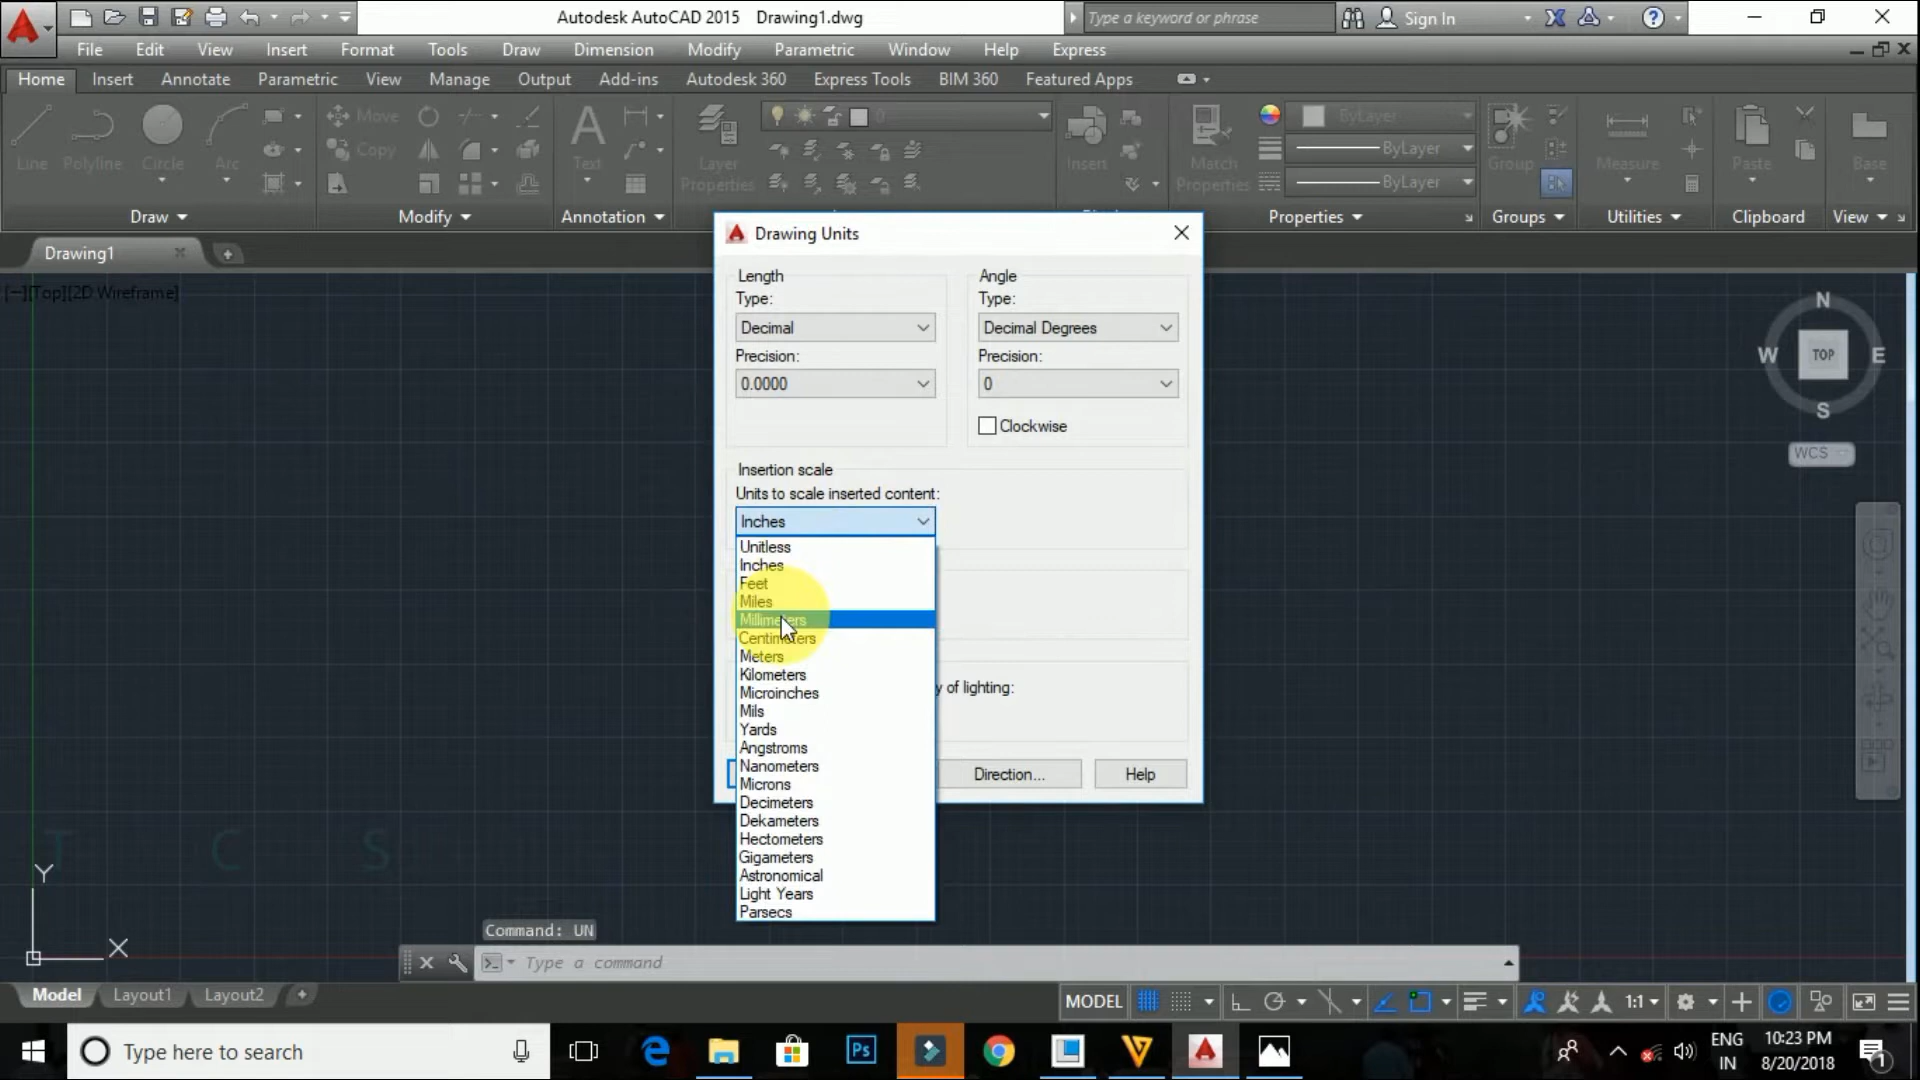 Autodesk AutoCAD 2015 Drawing1.dwg
Type a keyword or phrase
Sign In
File Edit View Insert Format Tools Draw Dimension Modify Parametric Window Help Express
Home Insert Annotate Parametric View Manage Output Add-ins Autodesk 360 Express Tools BIM 360 Featured Apps
Line Polyline Circle Arc
Move
Copy
Text
Layer
Properties
0
Insert
Match
Properties
ByLayer
ByLayer
ByLayer
Group
Measure
Paste
Base
Draw Modify Annotation Properties Groups Utilities Clipboard View
Drawing1
[−][Top][2D Wireframe]
Drawing Units
Length
Type:
Decimal
Precision:
0.0000
Angle
Type:
Decimal Degrees
Precision:
0
Clockwise
Insertion scale
Units to scale inserted content:
Inches
Unitless
Inches
Feet
Miles
Millimeters
Centimeters
Meters
Kilometers
Microinches
Mils
Yards
Angstroms
Nanometers
Microns
Decimeters
Dekameters
Hectometers
Gigameters
Astronomical
Light Years
Parsecs
y of lighting:
Direction...
Help
N
W TOP E
S
WCS
T C S
Y
X
Command: UN
Type a command
Model Layout1 Layout2
MODEL
1:1
Type here to search
Ps
ENG
IN
10:23 PM
8/20/2018
1